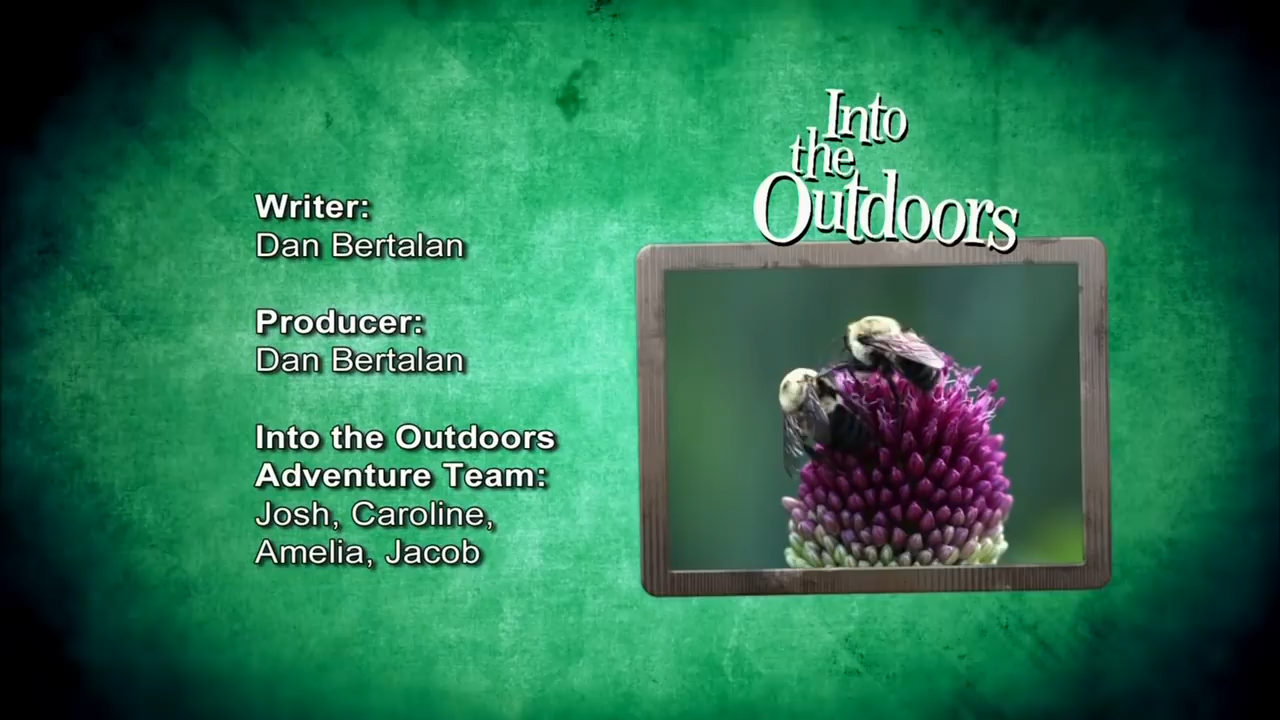 Into
the
Outdoors
Writer:
Dan Bertalan
Producer:
Dan Bertalan
Into the Outdoors
Adventure Team:
Josh, Caroline,
Amelia, Jacob